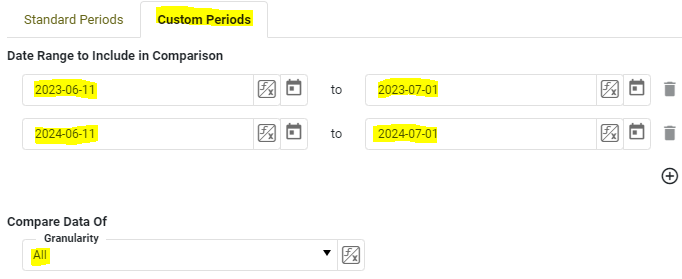 Standard Periods Custom Periods
Date Range to Include in Comparison
2023-06-11 to 2023-07-01
2024-06-11 to 2024-07-01
Compare Data Of
Granularity
All